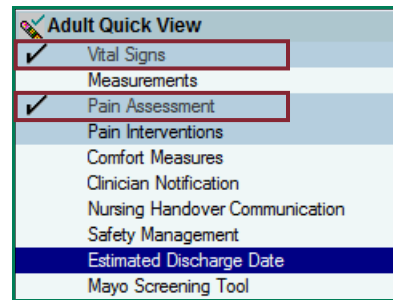 Adult Quick View
Vital Signs
Measurements
Pain Assessment
Pain Interventions
Comfort Measures
Clinician Notification
Nursing Handover Communication
Safety Management
Estimated Discharge Date
Mayo Screening Tool